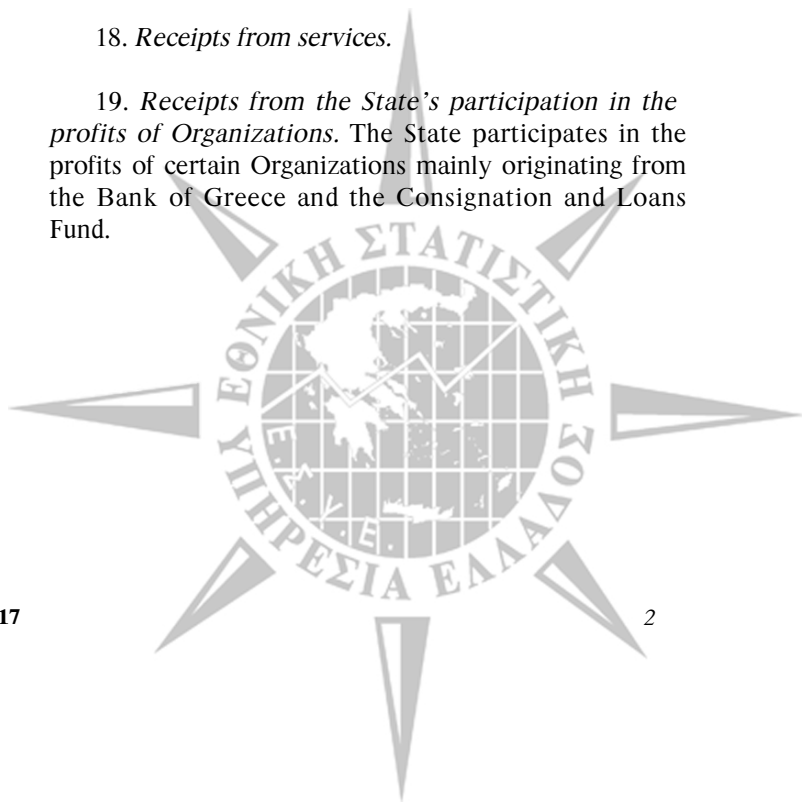 18. Receipts from services.
19. Receipts from the State's participation in the
profits of Organizations. The State participates in the
profits of certain Organizations mainly originating from
the Bank of Greece and the Consignation and Loans
Fund.
ΕΘΝΙΚΗ ΣΤΑΤΙΣΤΙΚΗ
ΥΠΗΡΕΣΙΑ ΕΛΛΑΔΟΣ
Ε.Σ.Υ.Ε.
17
2